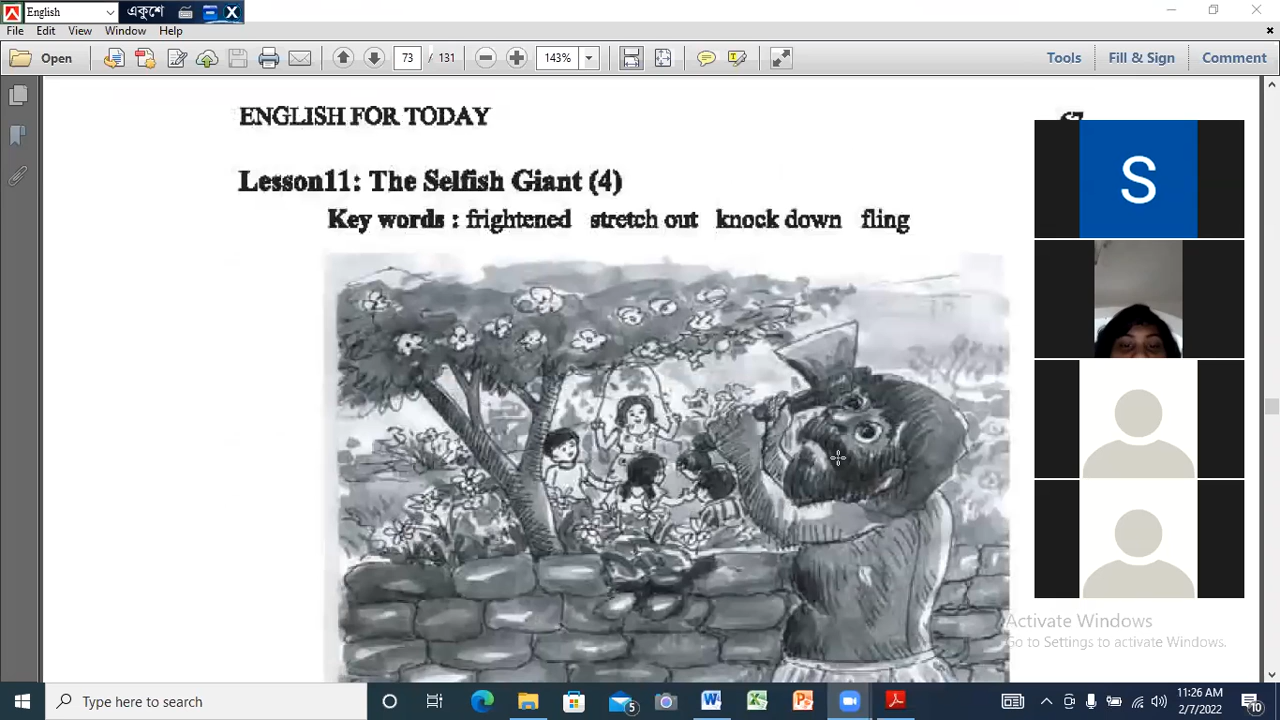 English
একুশে
File Edit View Window Help
Open
73 / 131
143%
Tools
Fill & Sign
Comment
ENGLISH FOR TODAY
Lesson11: The Selfish Giant (4)
Key words : frightened stretch out knock down fling
S
Activate Windows
Go to Settings to activate Windows.
Type here to search
5
11:26 AM
2/7/2022
10